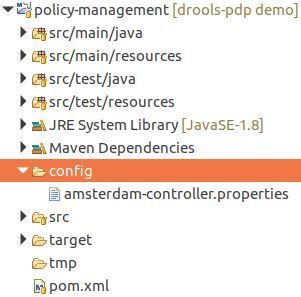 policy-management [drools-pdp demo]
src/main/java
src/main/resources
src/test/java
src/test/resources
JRE System Library [JavaSE-1.8]
Maven Dependencies
config
amsterdam-controller.properties
src
target
tmp
pom.xml